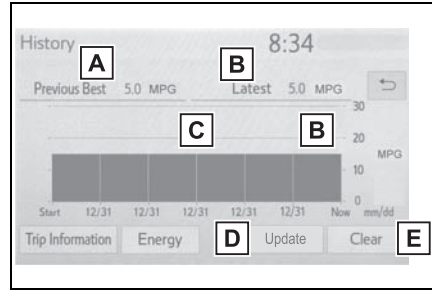 History 8:34
A B
Previous Best 5.0 MPG Latest 5.0 MPG
30
C B
20
MPG
10
0
Start 12/31 12/31 12/31 12/31 12/31 Now mm/dd
Trip Information Energy D Update Clear E